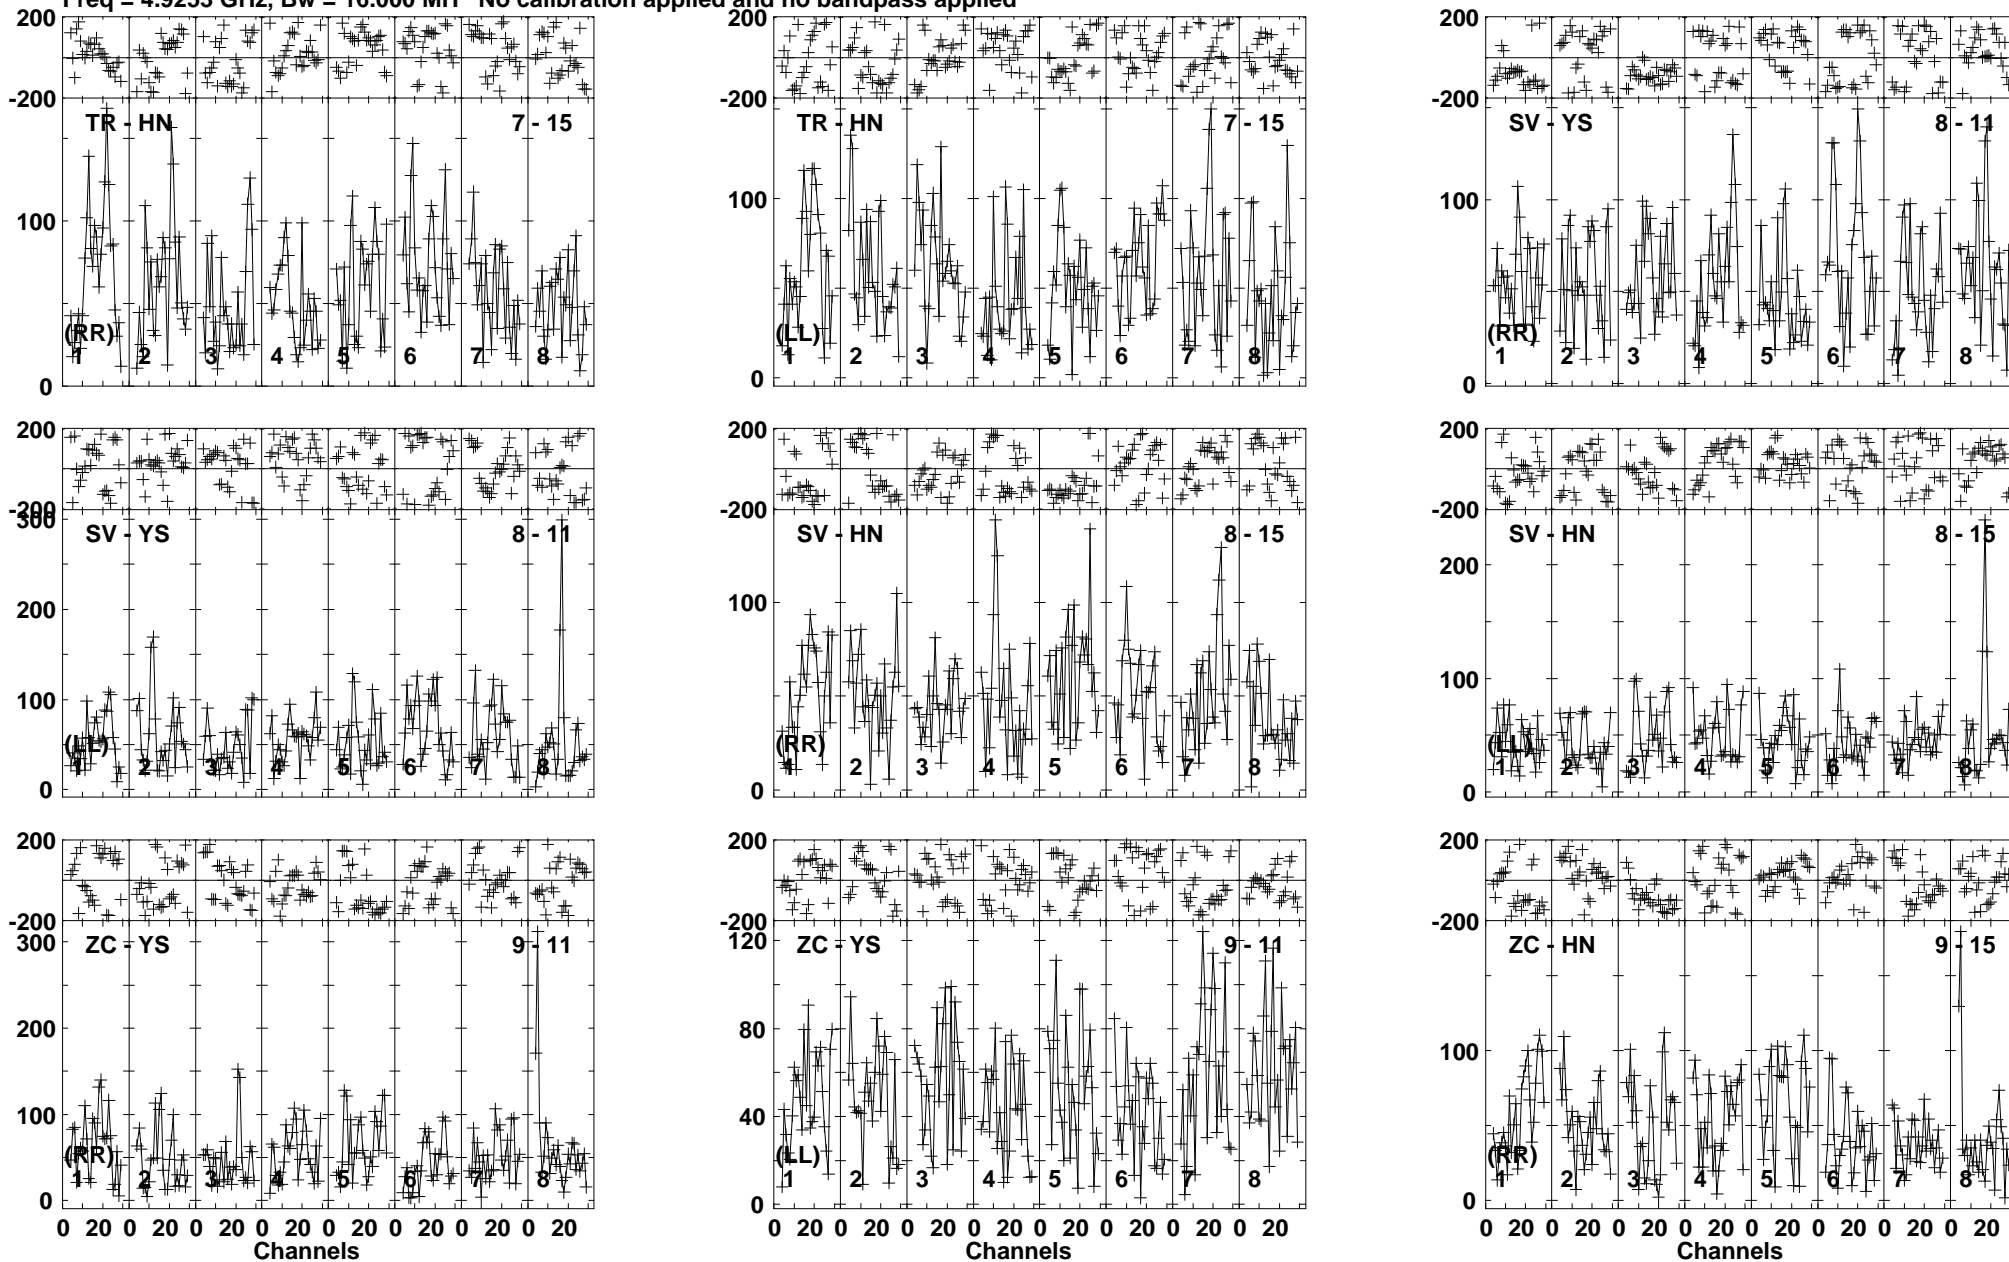 Freq = 4.9253 GHz, Bw = 16.000 MH No calibration applied and no bandpass applied
200 200 200
-200 -200 -200
TR - HN 7 - 15 TR - HN 7 - 15 SV - YS 8 - 11
100 100 100
(RR) (LL) (RR)
1 2 3 4 5 6 7 8 1 2 3 4 5 6 7 8 1 2 3 4 5 6 7 8
0 0 0
200 200 200
-200 -200 -200
300
SV - YS 8 - 11 SV - HN 8 - 15 SV - HN 8 - 15
200 100 200
100 100
(LL) (RR) (LL)
1 2 3 4 5 6 7 8 1 2 3 4 5 6 7 8 1 2 3 4 5 6 7 8
0 0 0
200 200 200
-200 -200 -200
300 120
ZC - YS 9 - 11 ZC - YS 9 - 11 ZC - HN 9 - 15
200 80 100
100 40
(RR) (LL) (RR)
1 2 3 4 5 6 7 8 1 2 3 4 5 6 7 8 1 2 3 4 5 6 7 8
0 0 0
0 20 0 20 0 20 0 20 0 20 0 20 0 20 0 20 0 20 0 20 0 20 0 20 0 20 0 20 0 20 0 20 0 20 0 20 0 20 0 20 0 20 0 20 0 20 0 20
Channels Channels Channels